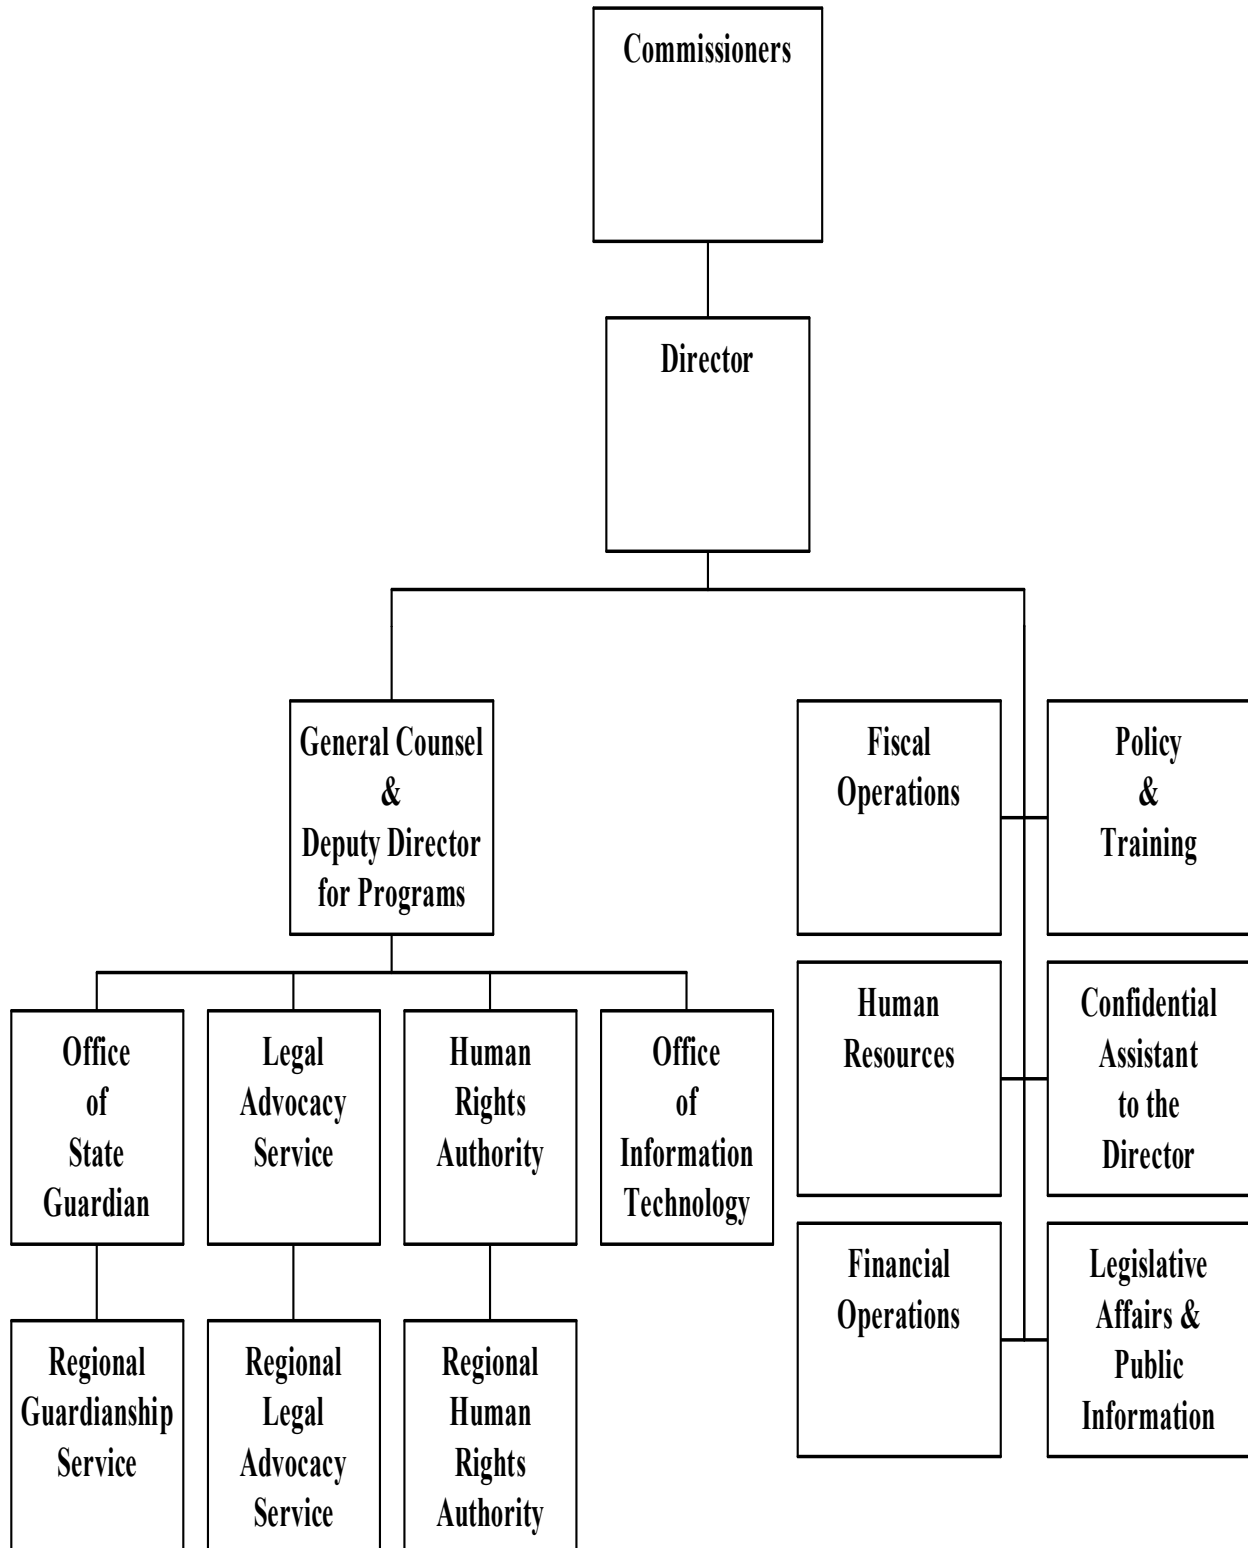 Commissioners
Director
General Counsel
&
Deputy Director
for Programs
Fiscal
Operations
Policy
&
Training
Human
Resources
Confidential
Assistant
to the
Director
Financial
Operations
Legislative
Affairs &
Public
Information
Office
of
State
Guardian
Legal
Advocacy
Service
Human
Rights
Authority
Office
of
Information
Technology
Regional
Guardianship
Service
Regional
Legal
Advocacy
Service
Regional
Human
Rights
Authority